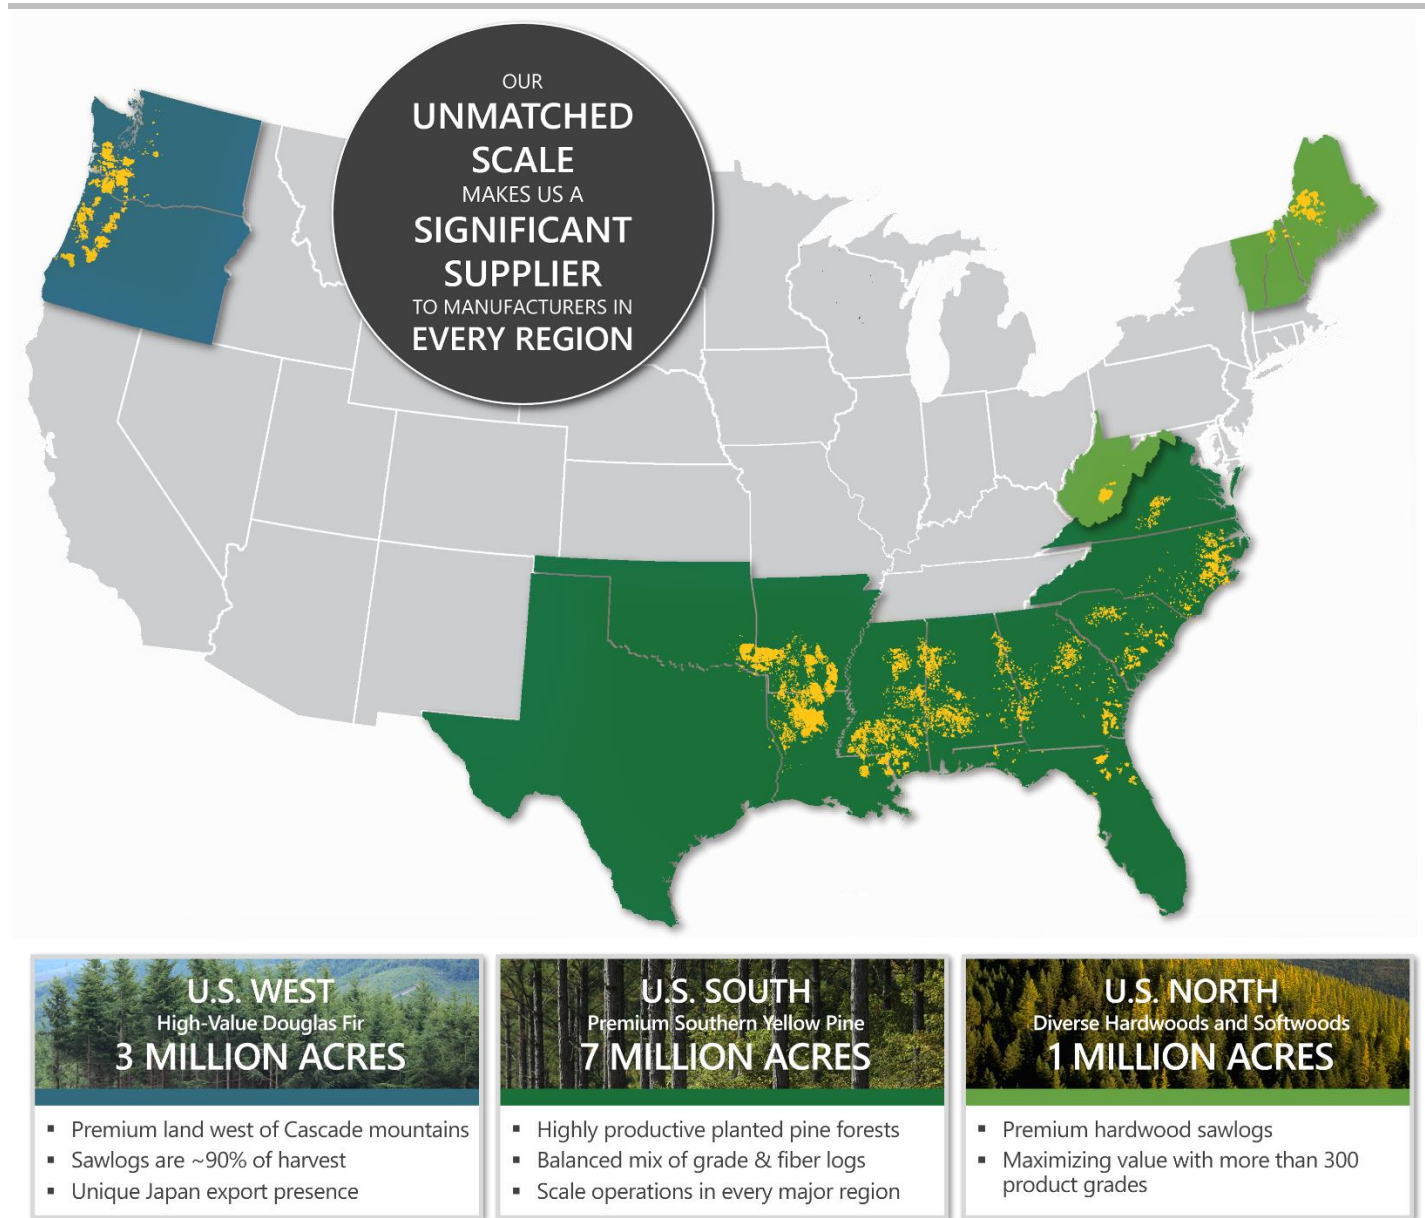 OUR
UNMATCHED
SCALE
MAKES US A
SIGNIFICANT
SUPPLIER
TO MANUFACTURERS IN
EVERY REGION
U.S. WEST
High-Value Douglas Fir
3 MILLION ACRES
▪ Premium land west of Cascade mountains
▪ Sawlogs are ~90% of harvest
▪ Unique Japan export presence
U.S. SOUTH
Premium Southern Yellow Pine
7 MILLION ACRES
▪ Highly productive planted pine forests
▪ Balanced mix of grade & fiber logs
▪ Scale operations in every major region
U.S. NORTH
Diverse Hardwoods and Softwoods
1 MILLION ACRES
▪ Premium hardwood sawlogs
▪ Maximizing value with more than 300
product grades